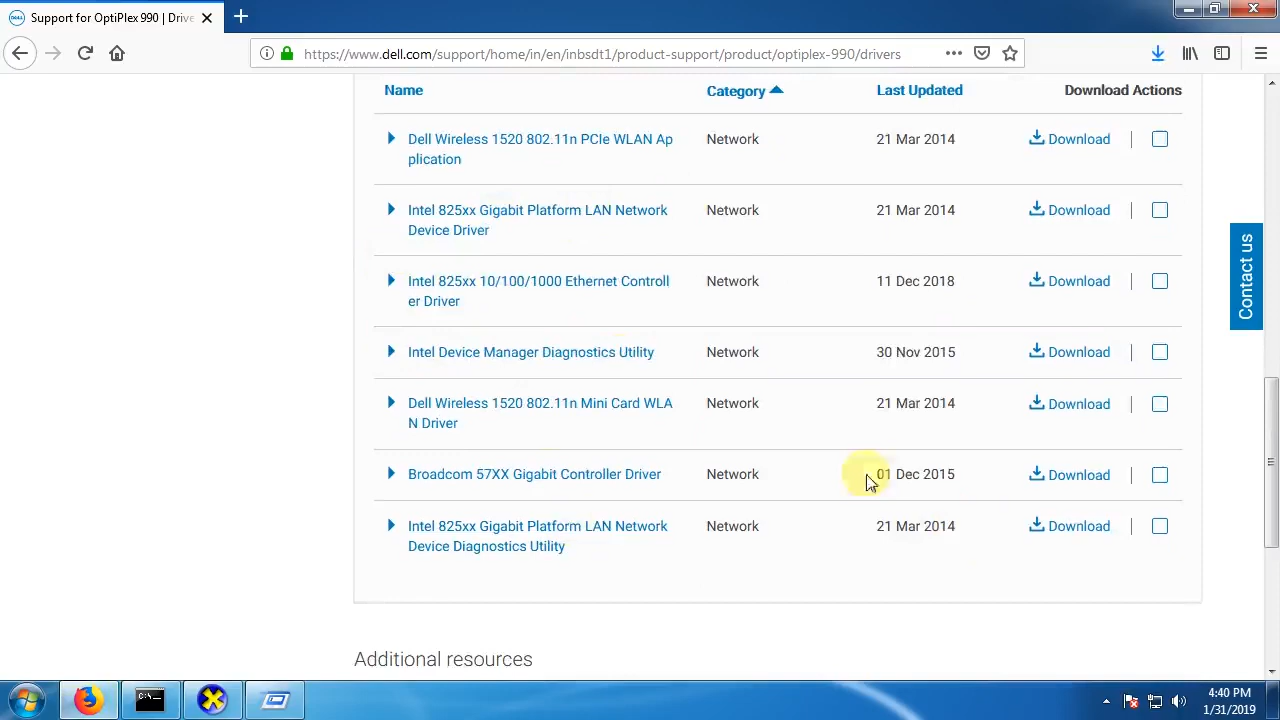 DELL
Support for OptiPlex 990 | Drive
https://www.dell.com/support/home/in/en/inbsdt1/product-support/product/optiplex-990/drivers
Name Category Last Updated Download Actions
Dell Wireless 1520 802.11n PCIe WLAN Ap
plication
Network 21 Mar 2014 Download
Intel 825xx Gigabit Platform LAN Network
Device Driver
Network 21 Mar 2014 Download
Intel 825xx 10/100/1000 Ethernet Controll
er Driver
Network 11 Dec 2018 Download
Intel Device Manager Diagnostics Utility Network 30 Nov 2015 Download
Dell Wireless 1520 802.11n Mini Card WLA
N Driver
Network 21 Mar 2014 Download
Broadcom 57XX Gigabit Controller Driver Network 01 Dec 2015 Download
Intel 825xx Gigabit Platform LAN Network
Device Diagnostics Utility
Network 21 Mar 2014 Download
Contact us
Additional resources
C:\
4:40 PM
1/31/2019